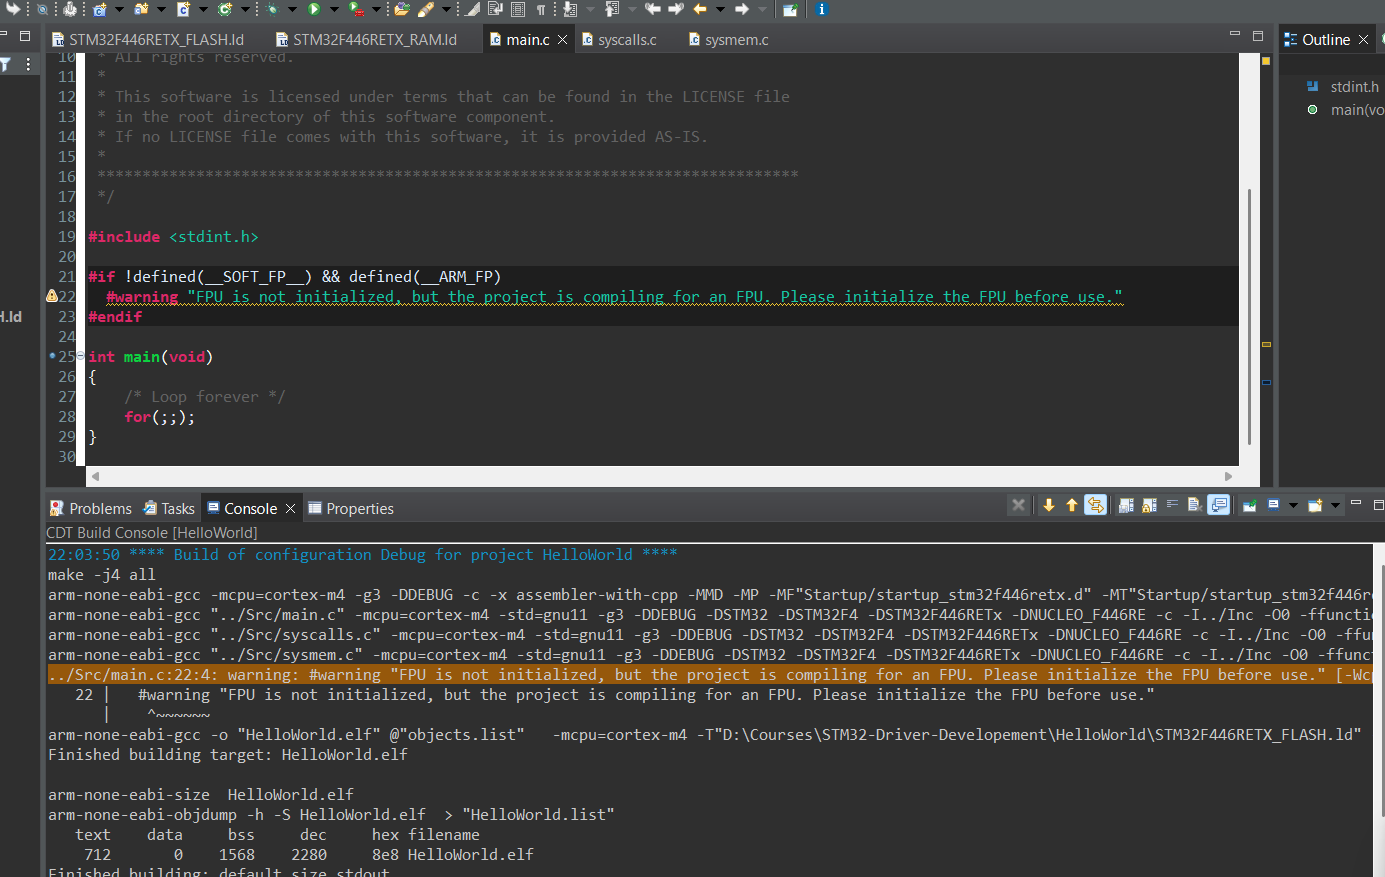 STM32F446RETX_FLASH.ld STM32F446RETX_RAM.ld main.c syscalls.c sysmem.c
Outline
stdint.h
main(vo
H.ld
10 * All rights reserved.
11 *
12 * This software is licensed under terms that can be found in the LICENSE file
13 * in the root directory of this software component.
14 * If no LICENSE file comes with this software, it is provided AS-IS.
15 *
16 ******************************************************************************
17 */
18
19 #include <stdint.h>
20
21 #if !defined(__SOFT_FP__) && defined(__ARM_FP)
22 #warning "FPU is not initialized, but the project is compiling for an FPU. Please initialize the FPU before use."
23 #endif
24
25 int main(void)
26 {
27 /* Loop forever */
28 for(;;);
29 }
30
Problems Tasks Console Properties
CDT Build Console [HelloWorld]
22:03:50 **** Build of configuration Debug for project HelloWorld ****
make -j4 all
arm-none-eabi-gcc -mcpu=cortex-m4 -g3 -DDEBUG -c -x assembler-with-cpp -MMD -MP -MF"Startup/startup_stm32f446retx.d" -MT"Startup/startup_stm32f446re
arm-none-eabi-gcc "../Src/main.c" -mcpu=cortex-m4 -std=gnu11 -g3 -DDEBUG -DSTM32 -DSTM32F4 -DSTM32F446RETx -DNUCLEO_F446RE -c -I../Inc -O0 -ffunctio
arm-none-eabi-gcc "../Src/syscalls.c" -mcpu=cortex-m4 -std=gnu11 -g3 -DDEBUG -DSTM32 -DSTM32F4 -DSTM32F446RETx -DNUCLEO_F446RE -c -I../Inc -O0 -ffu
arm-none-eabi-gcc "../Src/sysmem.c" -mcpu=cortex-m4 -std=gnu11 -g3 -DDEBUG -DSTM32 -DSTM32F4 -DSTM32F446RETx -DNUCLEO_F446RE -c -I../Inc -O0 -ffunct
../Src/main.c:22:4: warning: #warning "FPU is not initialized, but the project is compiling for an FPU. Please initialize the FPU before use." [-Wcp
22 | #warning "FPU is not initialized, but the project is compiling for an FPU. Please initialize the FPU before use."
| ^~~~~~~
arm-none-eabi-gcc -o "HelloWorld.elf" @"objects.list" -mcpu=cortex-m4 -T"D:\Courses\STM32-Driver-Developement\HelloWorld\STM32F446RETX_FLASH.ld"
Finished building target: HelloWorld.elf

arm-none-eabi-size HelloWorld.elf
arm-none-eabi-objdump -h -S HelloWorld.elf > "HelloWorld.list"
text data bss dec hex filename
712 0 1568 2280 8e8 HelloWorld.elf
Finished building: default.size.stdout